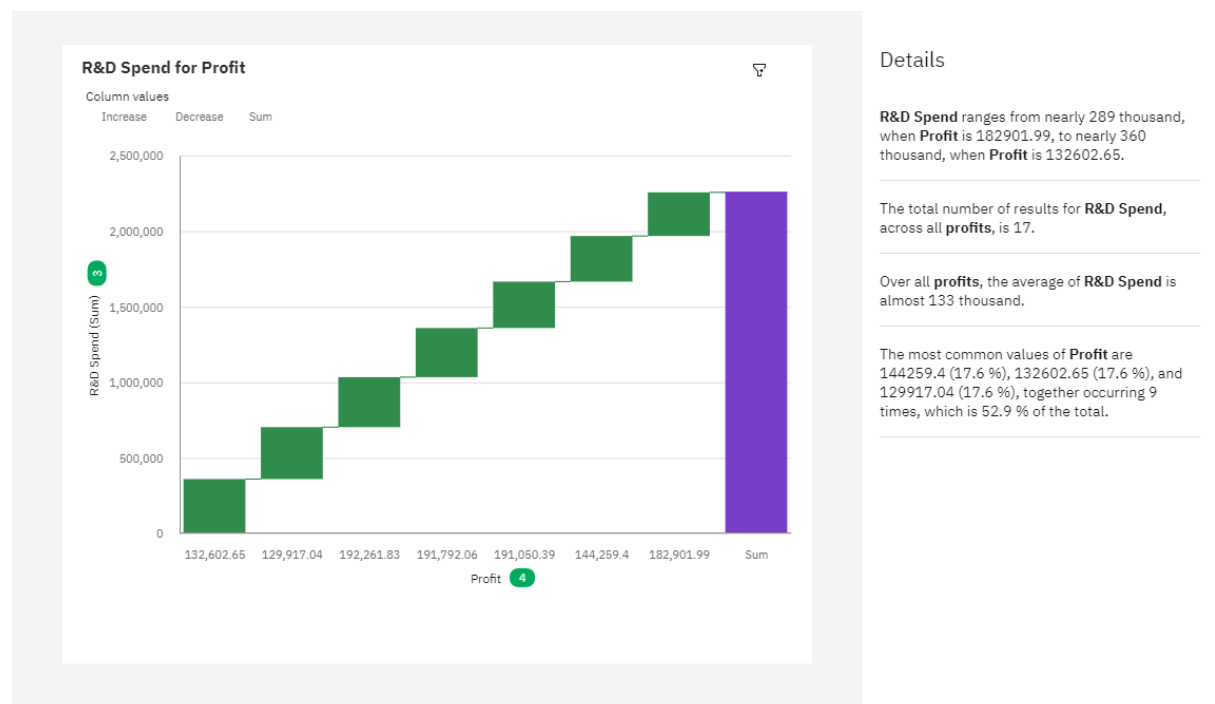 R&D Spend for Profit
Column values
Increase Decrease Sum
2,500,000
2,000,000
1,500,000
1,000,000
500,000
0
R&D Spend (Sum) 3
132,602.65 129,917.04 192,261.83 191,792.06 191,050.39 144,259.4 182,901.99 Sum
Profit 4
Details
R&D Spend ranges from nearly 289 thousand,
when Profit is 182901.99, to nearly 360
thousand, when Profit is 132602.65.
The total number of results for R&D Spend,
across all profits, is 17.
Over all profits, the average of R&D Spend is
almost 133 thousand.
The most common values of Profit are
144259.4 (17.6 %), 132602.65 (17.6 %), and
129917.04 (17.6 %), together occurring 9
times, which is 52.9 % of the total.